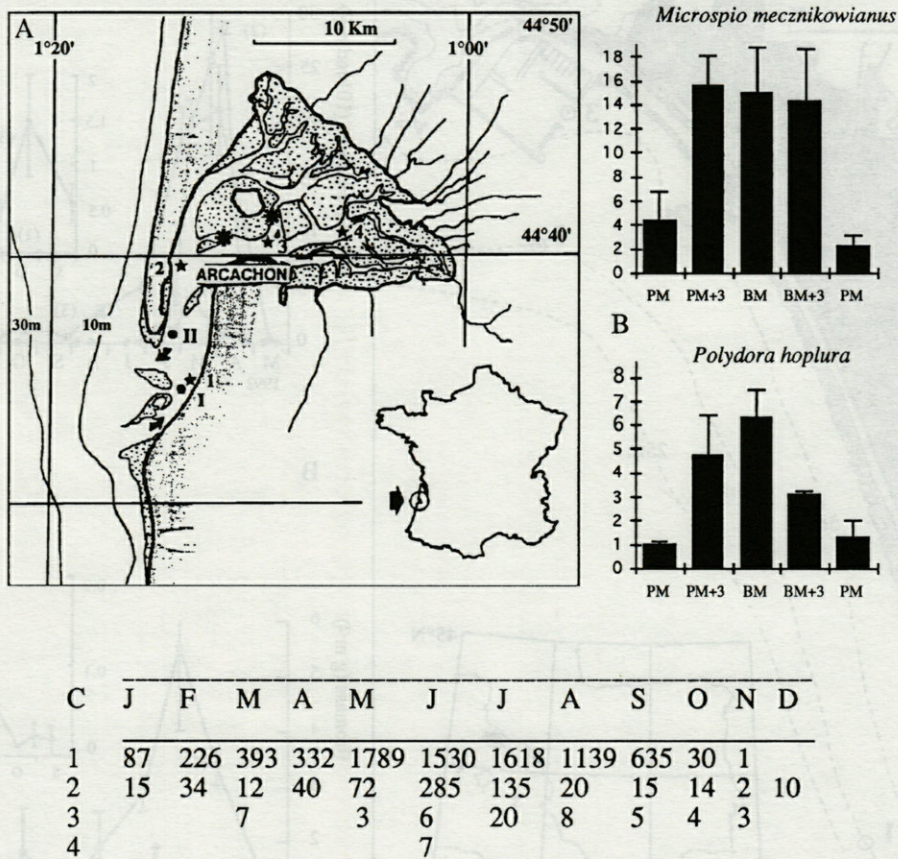 A
1°20'
10 Km
1°00'
44°50'
44°40'
3
4
2
ARCACHON
30m
10m
II
1
I
Microspio mecznikowianus
18
16
14
12
10
8
6
4
2
0
PM PM+3 BM BM+3 PM
B
Polydora hoplura
8
7
6
5
4
3
2
1
0
PM PM+3 BM BM+3 PM
C J F M A M J J A S O N D
1 87 226 393 332 1789 1530 1618 1139 635 30 1
2 15 34 12 40 72 285 135 20 15 14 2 10
3 7 3 6 20 8 5 4 3
4 7